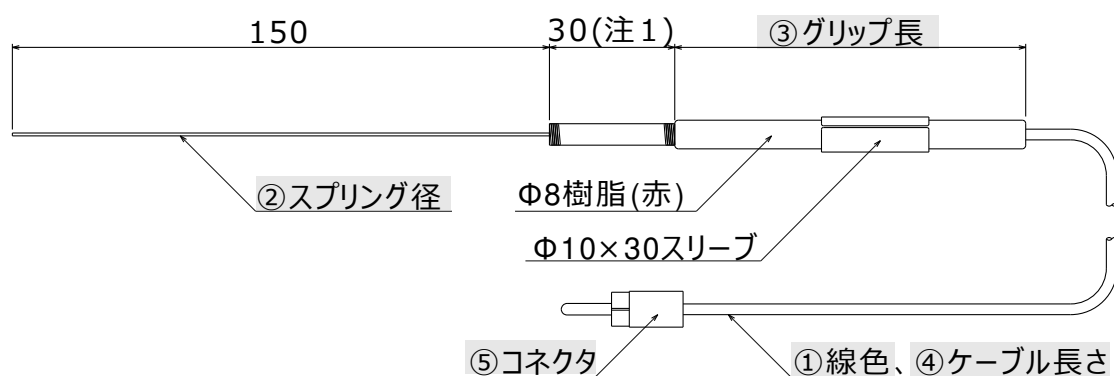 150
30(注1)
③グリップ長
②スプリング径
Φ8樹脂(赤)
Φ10×30スリーブ
⑤コネクタ
①線色、④ケーブル長さ